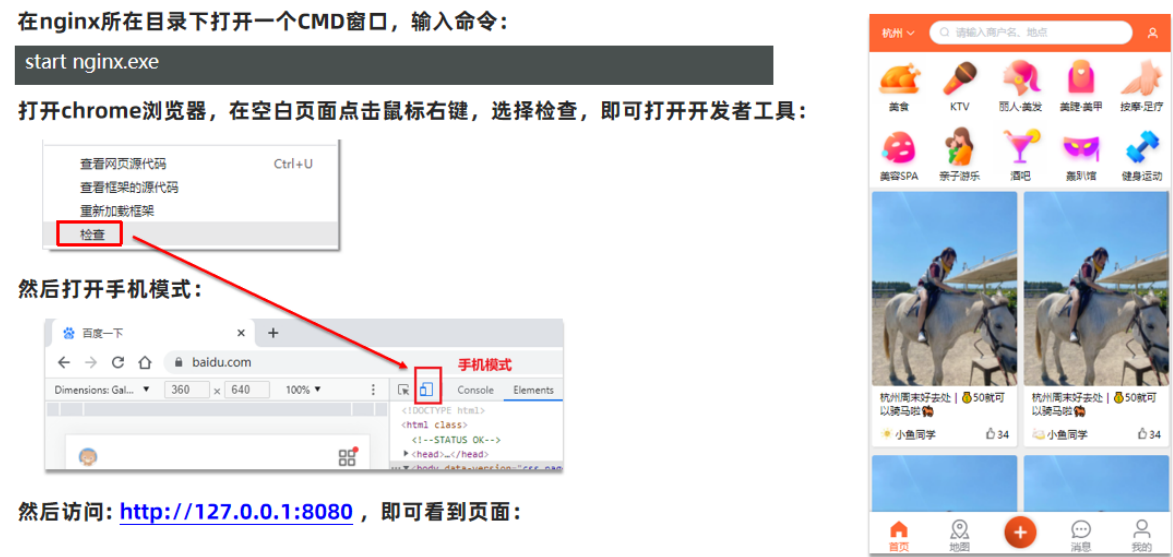 在nginx所在目录下打开一个CMD窗口，输入命令：
start nginx.exe
打开chrome浏览器，在空白页面点击鼠标右键，选择检查，即可打开开发者工具：
查看网页源代码 Ctrl+U
查看框架的源代码
重新加载框架
检查
然后打开手机模式：
百度一下 × +
baidu.com
手机模式
Dimensions: Gal... ▼ 360 × 640 100% ▼ Console Elements
<!DOCTYPE html>
<html class>
<!--STATUS OK-->
▶<head>…</head>
▼<body data-version="css_pan
然后访问: http://127.0.0.1:8080 ，即可看到页面：
杭州 请输入商户名、地点
美食 KTV 丽人·美发 美睫·美甲 按摩·足疗
美容SPA 亲子游乐 酒吧 轰趴馆 健身运动
杭州周末好去处 | 💰50就可
以骑马啦🐴
小鱼同学 34
杭州周末好去处 | 💰50就可
以骑马啦🐴
小鱼同学 34
首页 地图 + 消息 我的